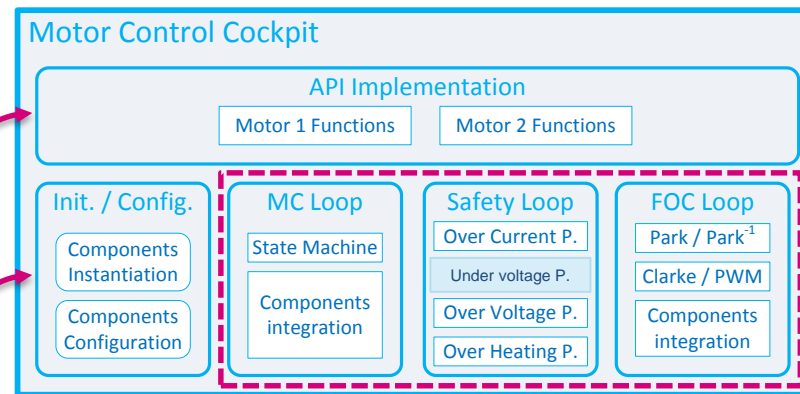 Motor Control Cockpit
API Implementation
Motor 1 Functions
Motor 2 Functions
Init. / Config.
Components
Instantiation
Components
Configuration
MC Loop
State Machine
Components
integration
Safety Loop
Over Current P.
Under voltage P.
Over Voltage P.
Over Heating P.
FOC Loop
Park / Park⁻¹
Clarke / PWM
Components
integration